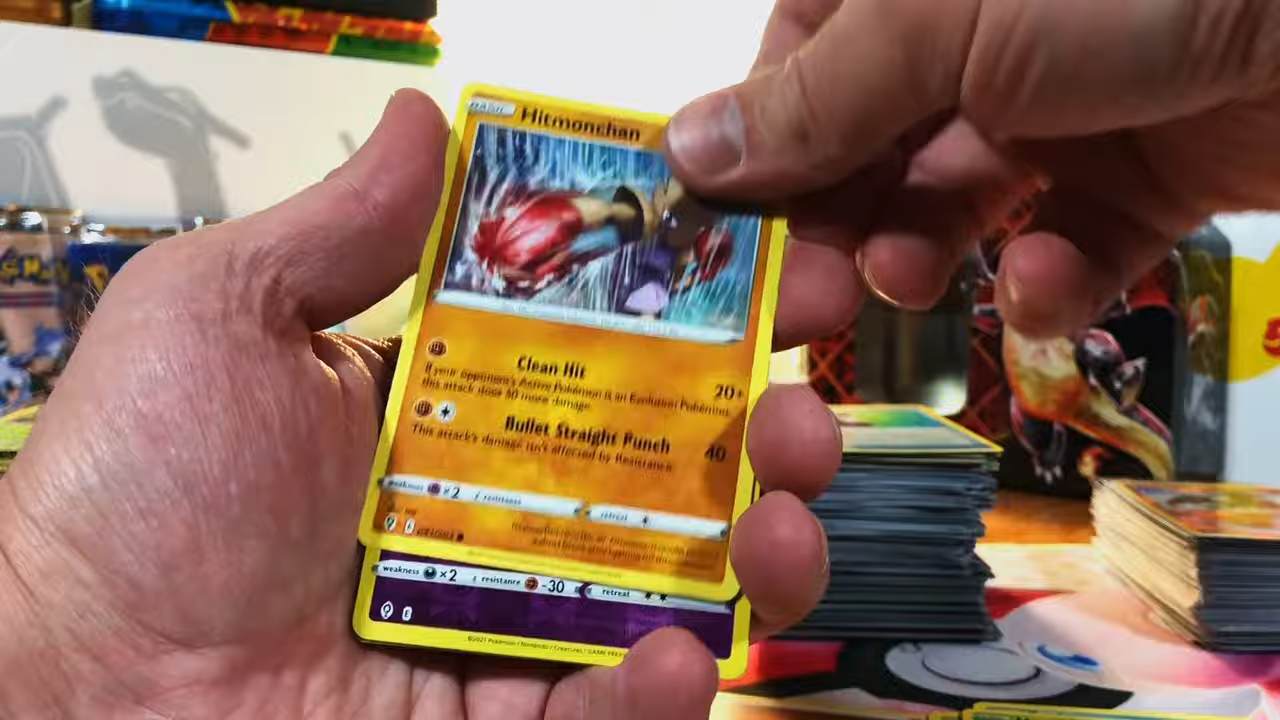 BASIC Hitmonchan
Clean Hit 20+
If your opponent's Active Pokémon is an Evolution Pokémon,
this attack does 50 more damage.
Bullet Straight Punch 40
This attack's damage isn't affected by Resistance.
weakness ×2 resistance retreat
weakness ×2 resistance -30 retreat
E
©2021 Pokémon / Nintendo / Creatures / GAME FREAK